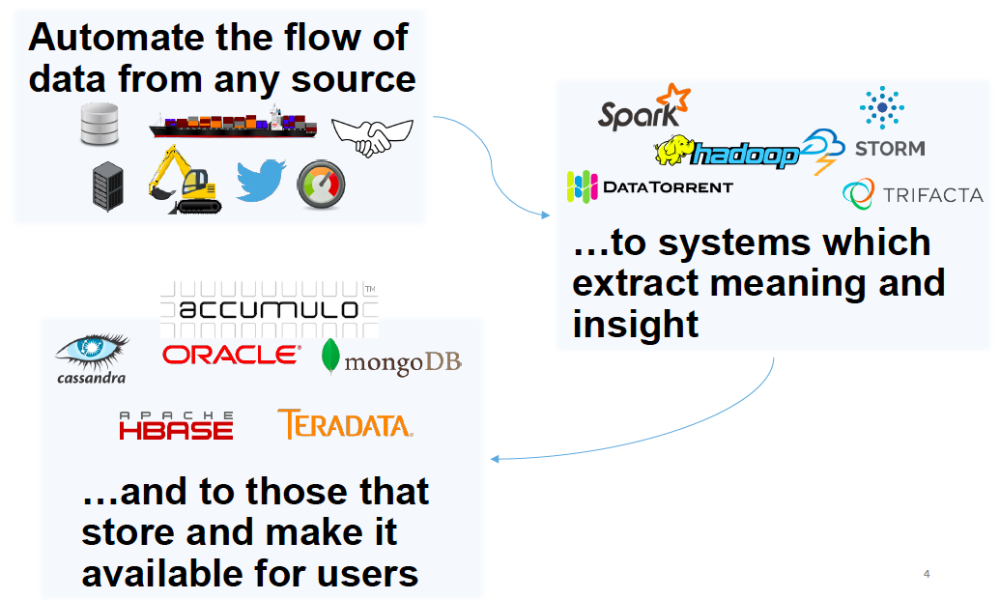 Automate the flow of
data from any source
Spark
hadoop
STORM
DATATORRENT
TRIFACTA
…to systems which
extract meaning and
insight
accumulo™
cassandra
ORACLE®
mongoDB
APACHE
HBASE
TERADATA®
…and to those that
store and make it
available for users
4